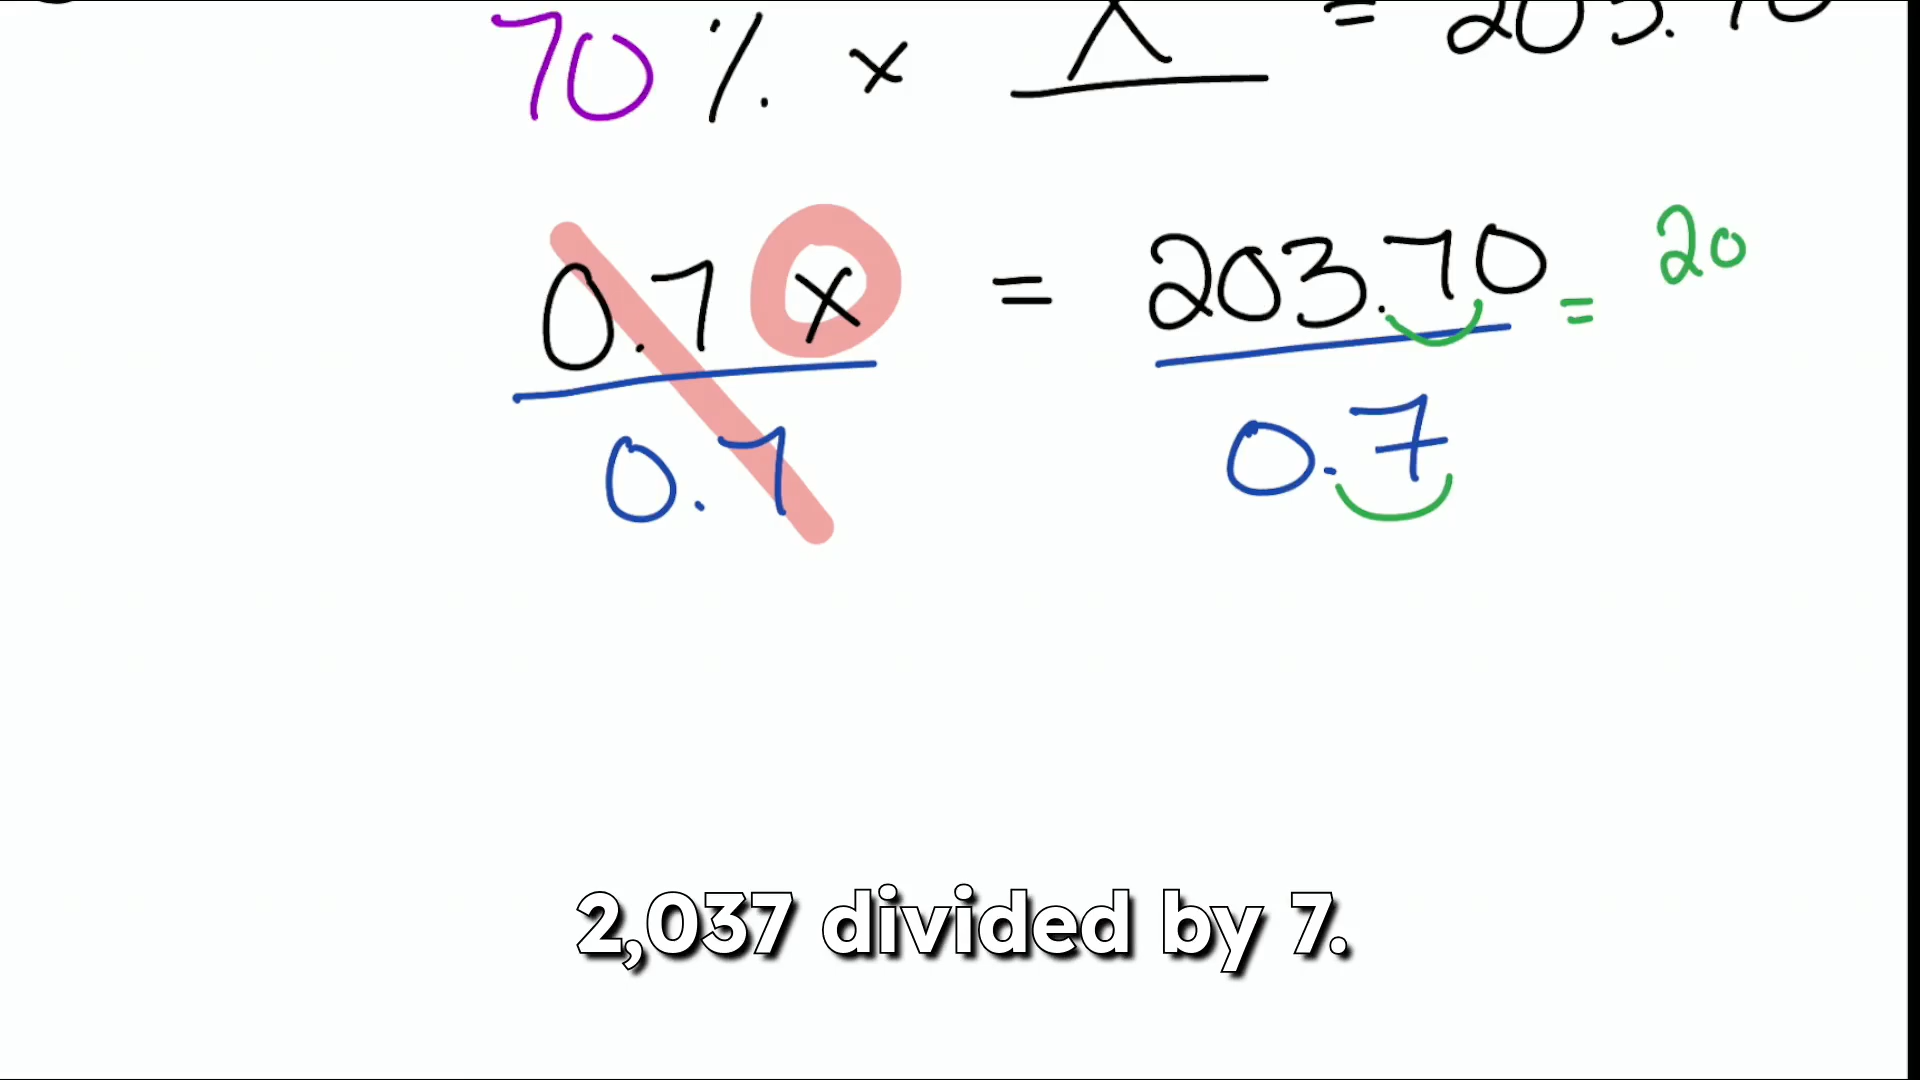 70% × X = 203.70
0.7x = 203.70 = 20
0.7 0.7
2,037 divided by 7.